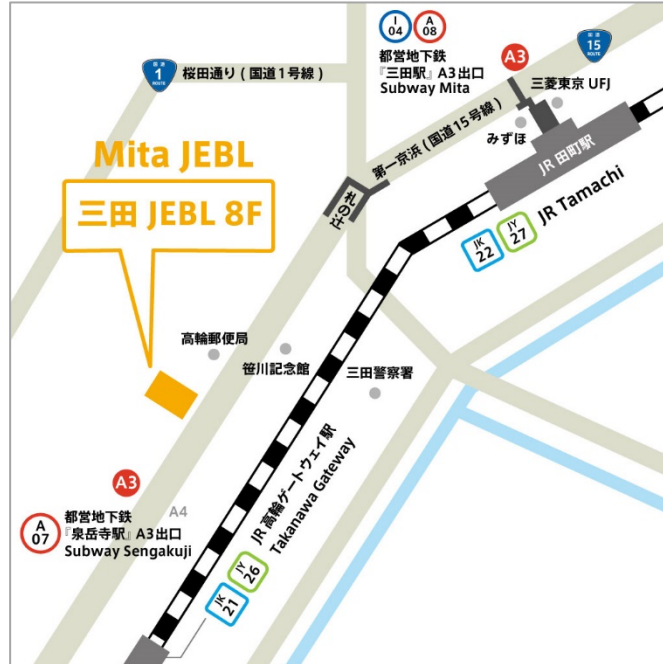 I
04
A
08
都営地下鉄
『三田駅』A3出口
Subway Mita
A3
国道
15
ROUTE
国道
1
ROUTE
桜田通り(国道1号線)
三菱東京 UFJ
みずほ
第一京浜(国道15号線)
JR 田町駅
JR Tamachi
JK
22
JY
27
札の辻
Mita JEBL
三田 JEBL 8F
高輪郵便局
笹川記念館
三田警察署
A3
A4
A
07
都営地下鉄
『泉岳寺駅』A3出口
Subway Sengakuji
JR 高輪ゲートウェイ駅
Takanawa Gateway
JK
21
JY
26